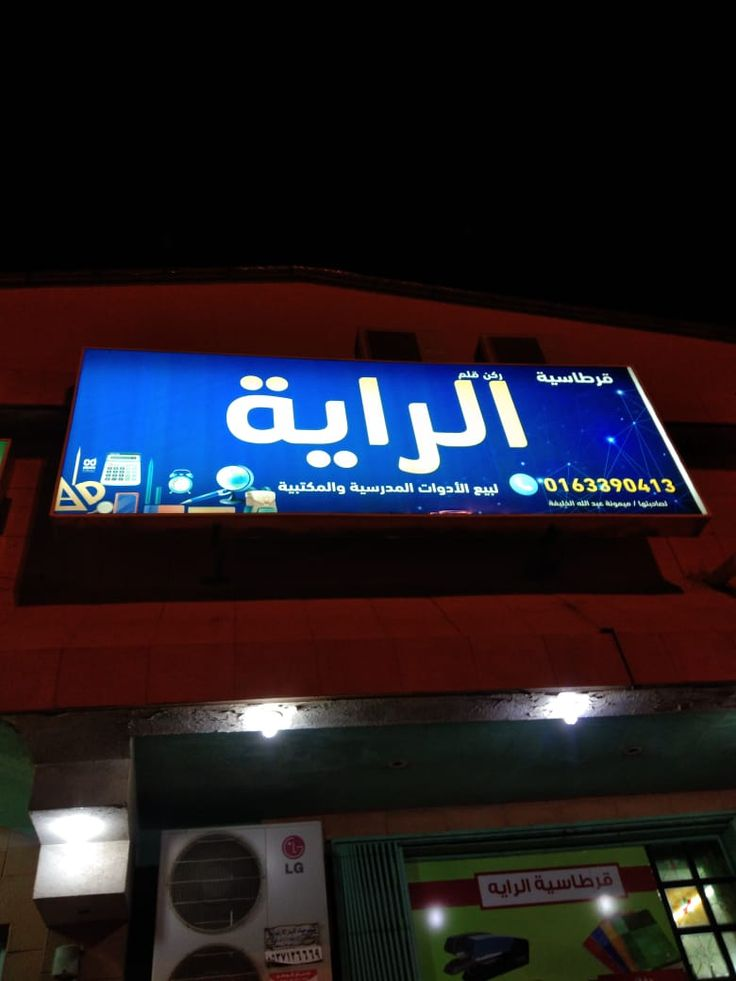 قرطاسية
ركن قلم
الراية
لبيع الأدوات المدرسية والمكتبية
0163390413
لصاحبتها / ميمونة عبد الله الخليفة
LG
قرطاسية الرايه